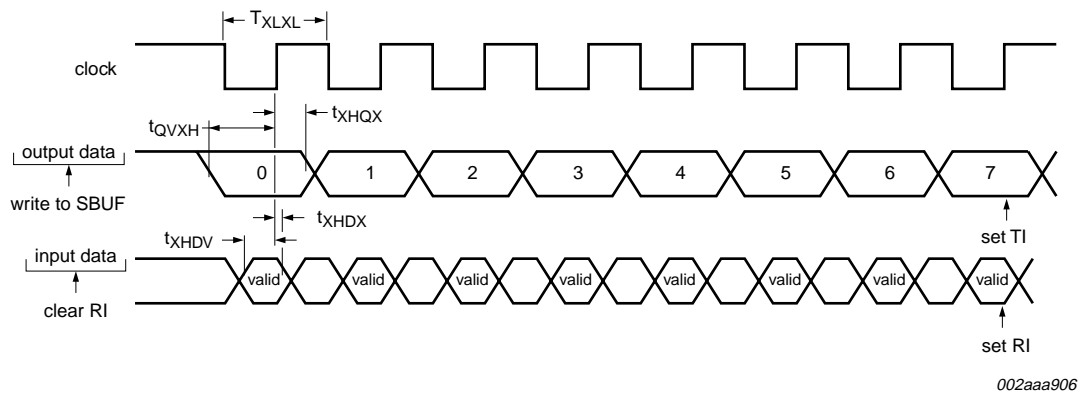 TXLXL
clock
tXHQX
tQVXH
output data
0 1 2 3 4 5 6 7
write to SBUF
tXHDX
set TI
tXHDV
input data
valid valid valid valid valid valid valid valid
clear RI
set RI
002aaa906